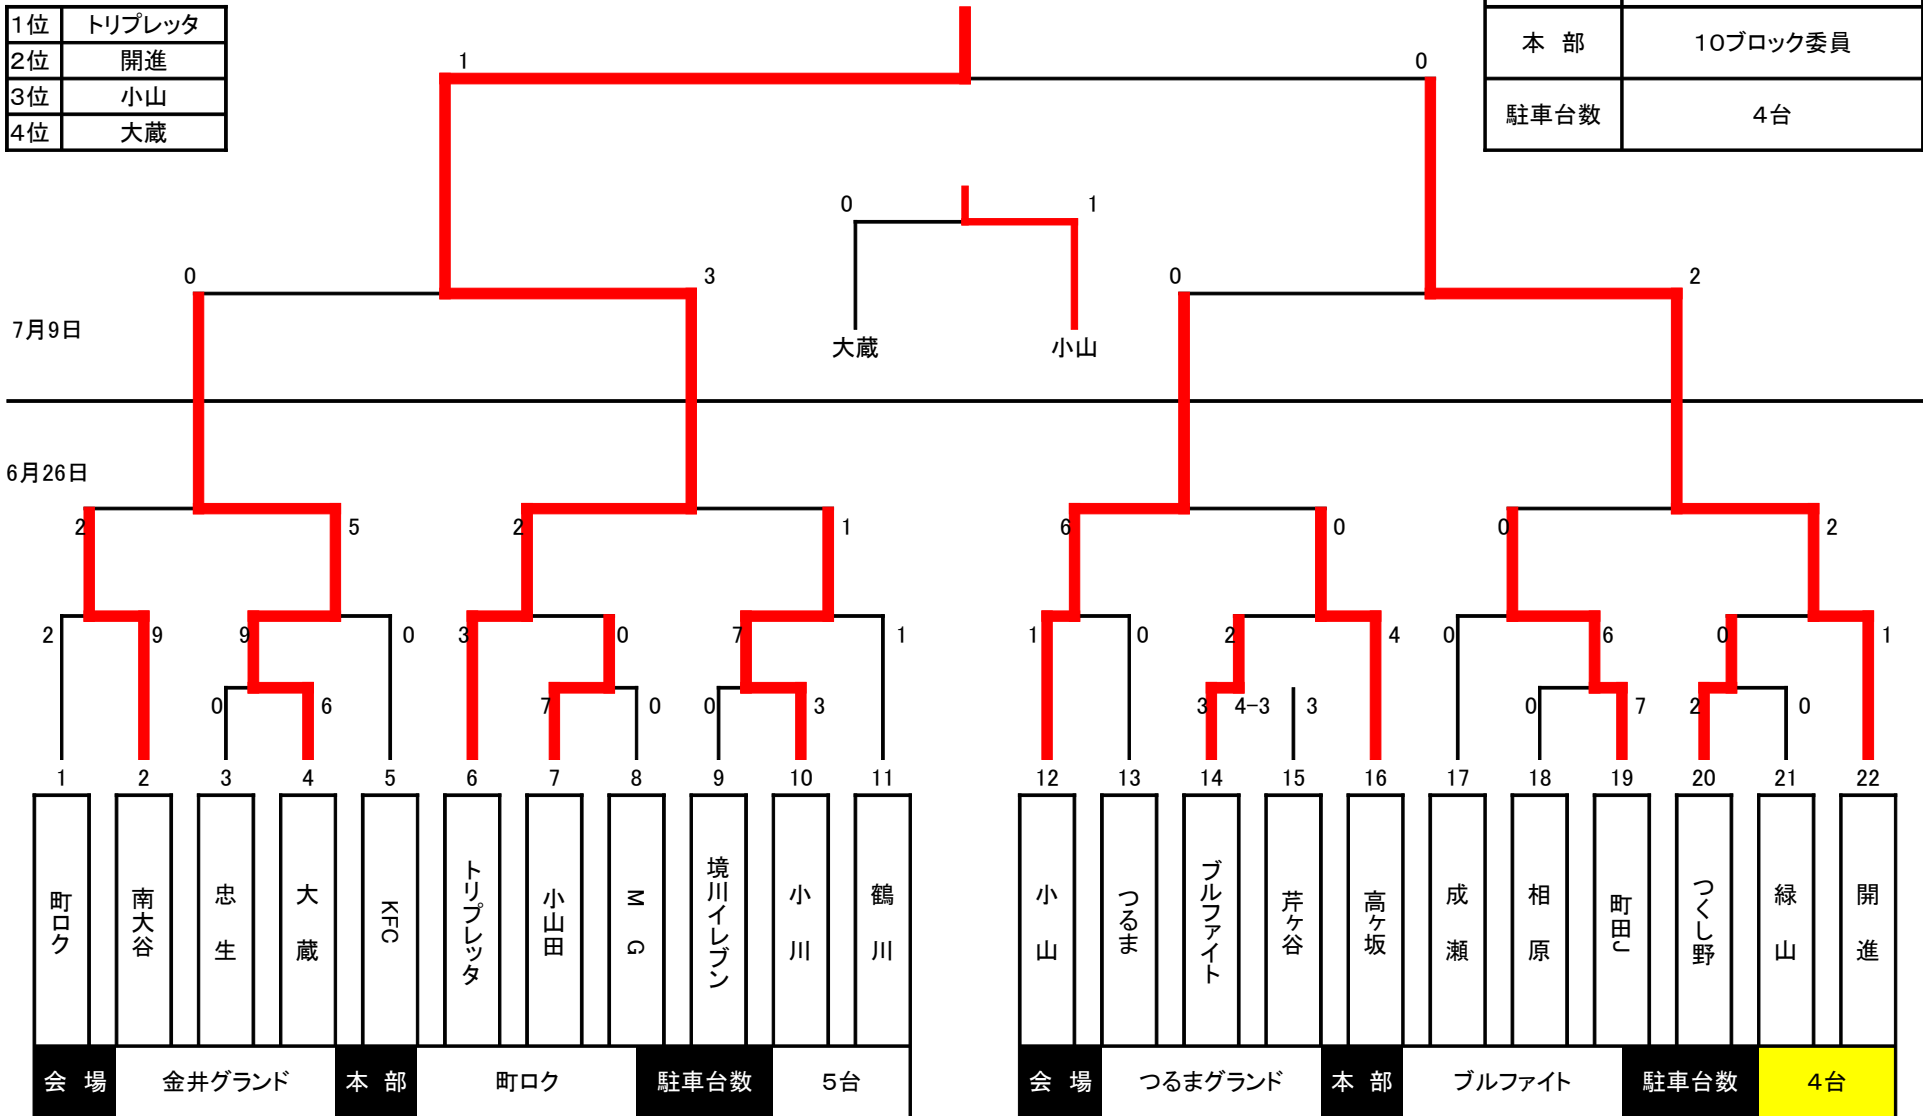 1位 トリプレッタ
2位 開進
3位 小山
4位 大蔵
本 部 10ブロック委員
駐車台数 4台
1 0
0 1
0 3 0 2
7月9日
大蔵 小山
6月26日
2 5 2 1 6 0 0 2
2 9 9 0 3 0 7 1 1 0 2 4 0 6 0 1
0 6 7 0 0 3 3 4-3 3 0 7 2 0
1 2 3 4 5 6 7 8 9 10 11 12 13 14 15 16 17 18 19 20 21 22
町ロク
南大谷
忠生
大蔵
KFC
トリプレッタ
小山田
MG
境川イレブン
小川
鶴川
小山
つるま
ブルファイト
芹ヶ谷
高ヶ坂
成瀬
相原
町田J
つくし野
緑山
開進
会 場 金井グランド 本 部 町ロク 駐車台数 5台
会 場 つるまグランド 本 部 ブルファイト 駐車台数 4台